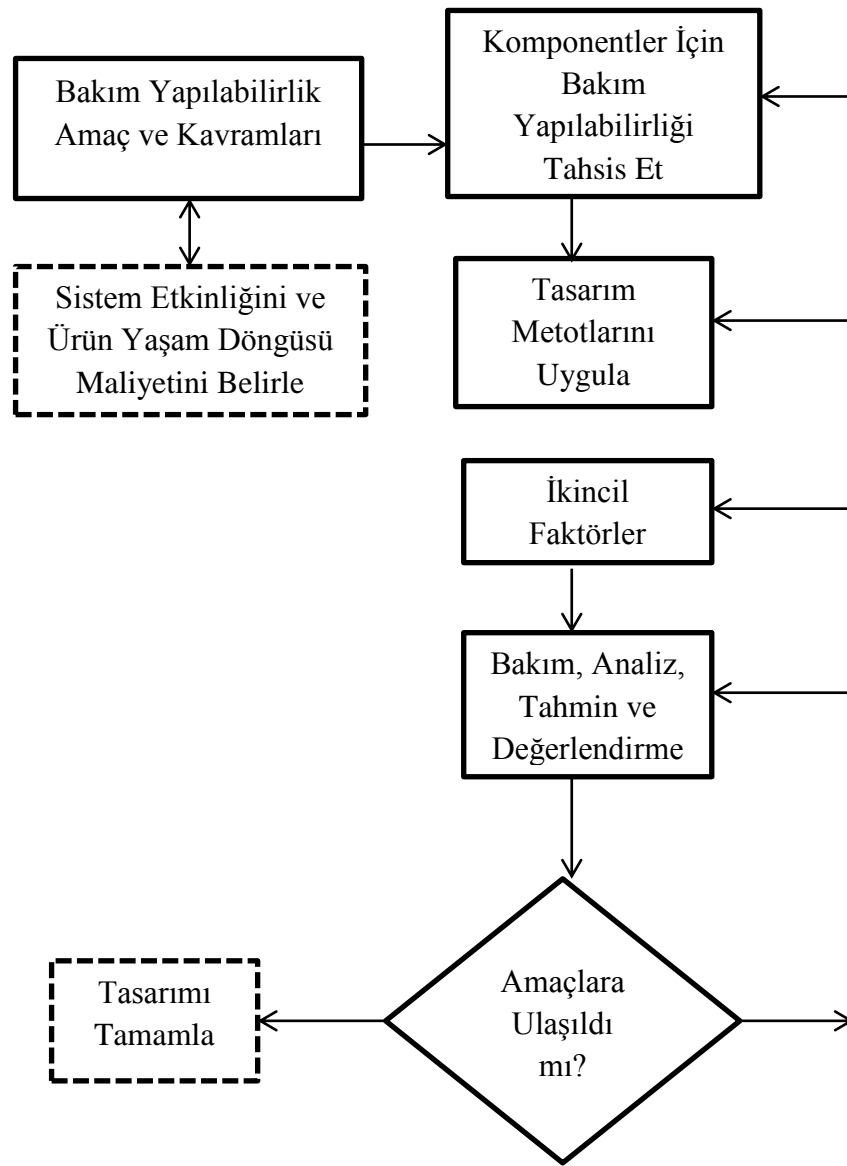 Bakım Yapılabilirlik
Amaç ve Kavramları
Komponentler İçin
Bakım
Yapılabilirliği
Tahsis Et
Sistem Etkinliğini ve
Ürün Yaşam Döngüsü
Maliyetini Belirle
Tasarım
Metotlarını
Uygula
İkincil
Faktörler
Bakım, Analiz,
Tahmin ve
Değerlendirme
Amaçlara
Ulaşıldı
mı?
Tasarımı
Tamamla